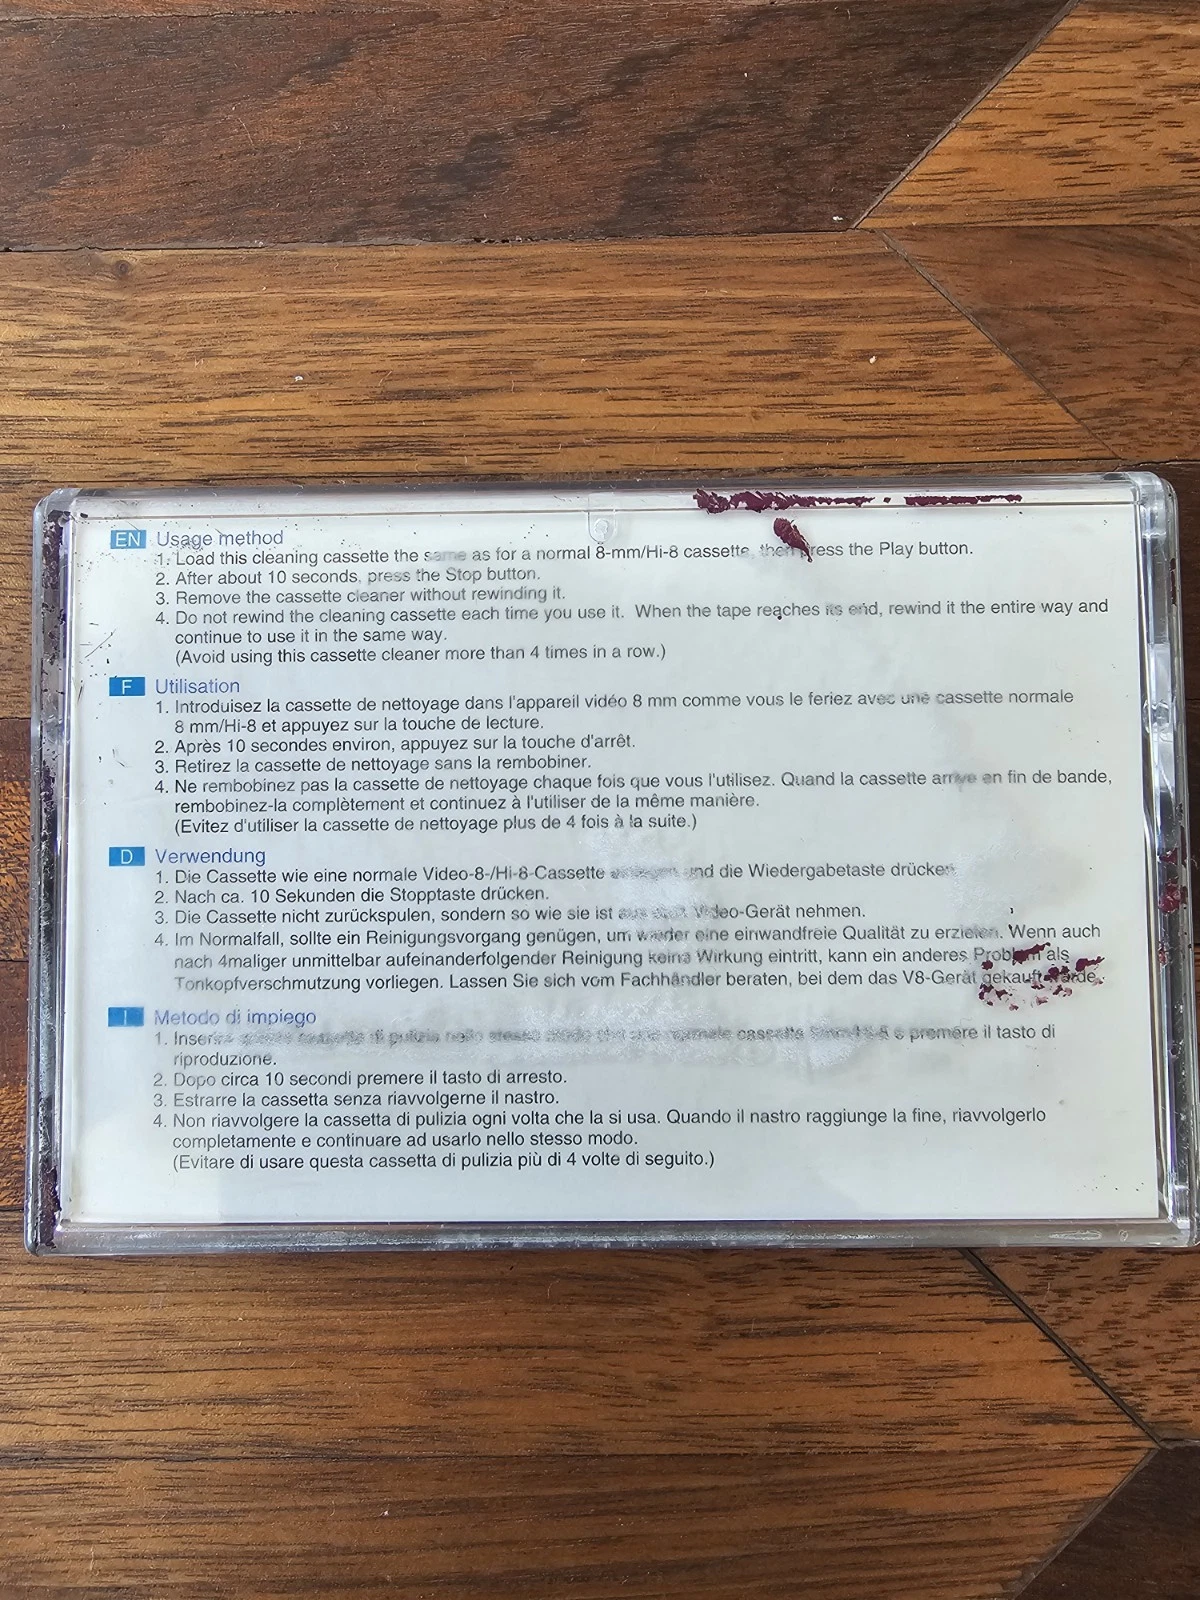 EN Usage method
1. Load this cleaning cassette the same as for a normal 8-mm/Hi-8 cassette, then press the Play button.
2. After about 10 seconds, press the Stop button.
3. Remove the cassette cleaner without rewinding it.
4. Do not rewind the cleaning cassette each time you use it. When the tape reaches its end, rewind it the entire way and
continue to use it in the same way.
(Avoid using this cassette cleaner more than 4 times in a row.)
F Utilisation
1. Introduisez la cassette de nettoyage dans l'appareil vidéo 8 mm comme vous le feriez avec une cassette normale
8 mm/Hi-8 et appuyez sur la touche de lecture.
2. Après 10 secondes environ, appuyez sur la touche d'arrêt.
3. Retirez la cassette de nettoyage sans la rembobiner.
4. Ne rembobinez pas la cassette de nettoyage chaque fois que vous l'utilisez. Quand la cassette arrive en fin de bande,
rembobinez-la complètement et continuez à l'utiliser de la même manière.
(Evitez d'utiliser la cassette de nettoyage plus de 4 fois à la suite.)
D Verwendung
1. Die Cassette wie eine normale Video-8-/Hi-8-Cassette und die Wiedergabetaste drücken.
2. Nach ca. 10 Sekunden die Stopptaste drücken.
3. Die Cassette nicht zurückspulen, sondern so wie sie ist aus dem Video-Gerät nehmen.
4. Im Normalfall, sollte ein Reinigungsvorgang genügen, um wieder eine einwandfreie Qualität zu erzielen. Wenn auch
nach 4maliger unmittelbar aufeinanderfolgender Reinigung keine Wirkung eintritt, kann ein anderes Problem als
Tonkopfverschmutzung vorliegen. Lassen Sie sich vom Fachhändler beraten, bei dem das V8-Gerät gekauft wurde.
I Metodo di impiego
1. di pulizia nello stesso modo che una normale cassetta e premere il tasto di
riproduzione.
2. Dopo circa 10 secondi premere il tasto di arresto.
3. Estrarre la cassetta senza riavvolgerne il nastro.
4. Non riavvolgere la cassetta di pulizia ogni volta che la si usa. Quando il nastro raggiunge la fine, riavvolgerlo
completamente e continuare ad usarlo nello stesso modo.
(Evitare di usare questa cassetta di pulizia più di 4 volte di seguito.)